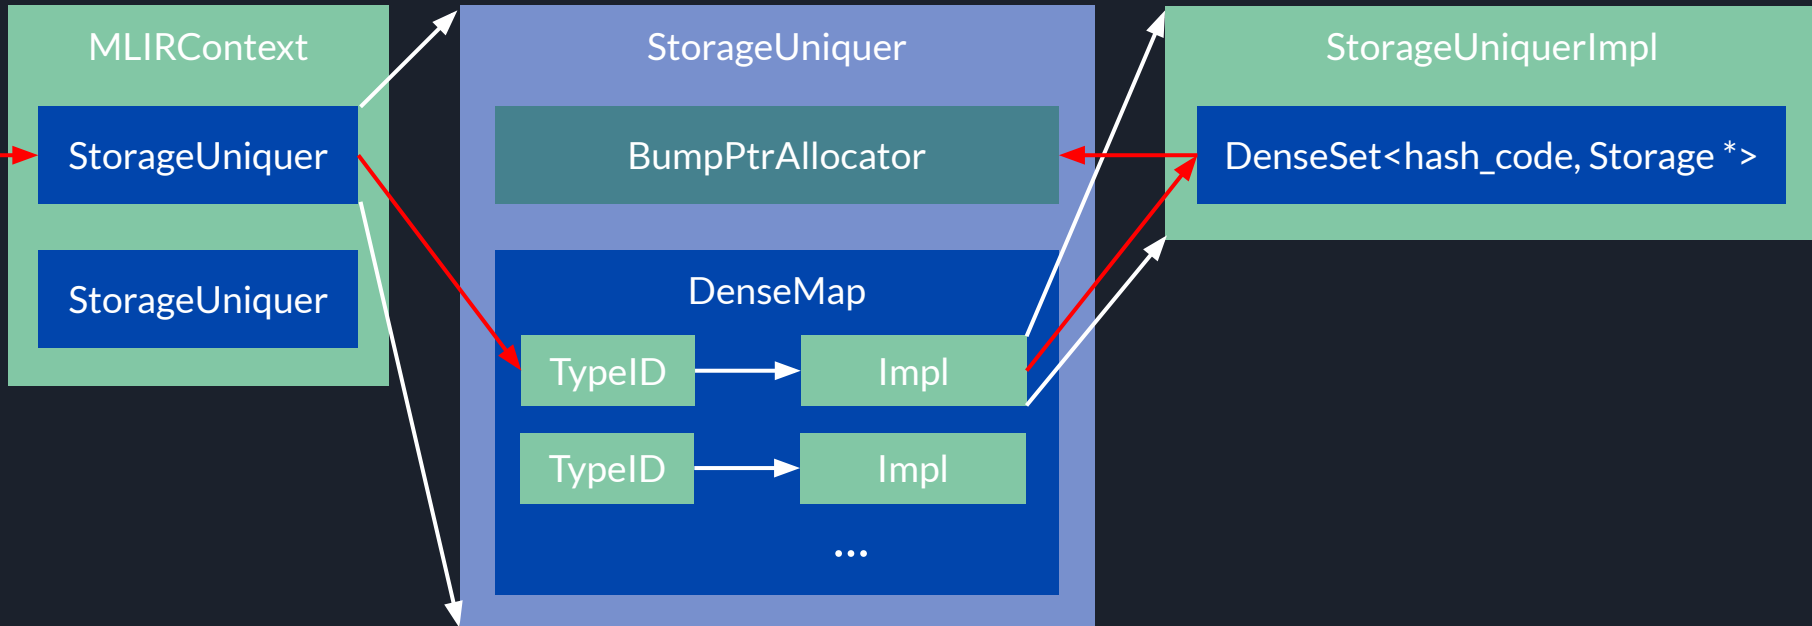 MLIRContext
StorageUniquer
StorageUniquer
StorageUniquer
BumpPtrAllocator
DenseMap
TypeID
Impl
TypeID
Impl
...
StorageUniquerImpl
DenseSet<hash_code, Storage *>